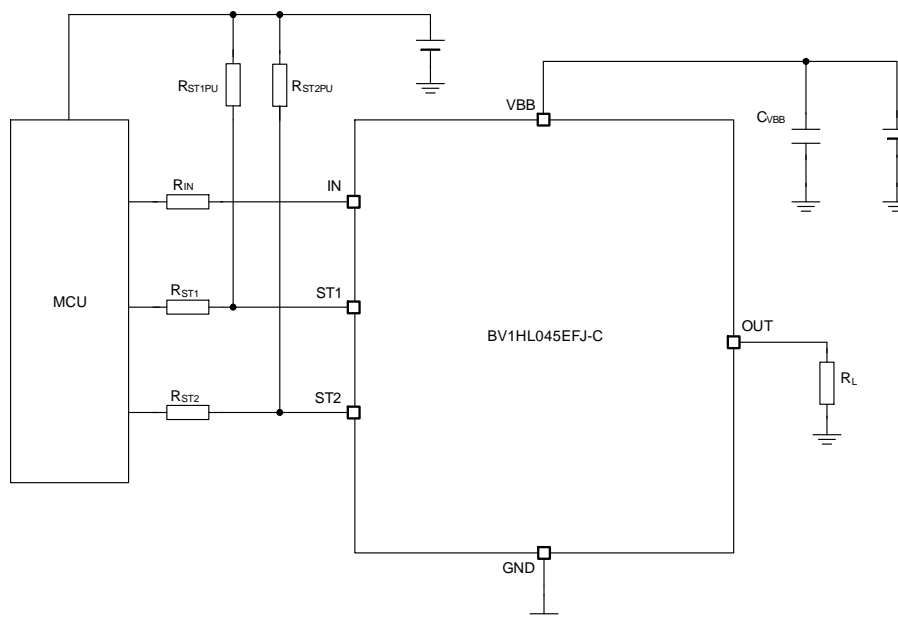 RST1PU
RST2PU
VBB
CVBB
RIN
IN
MCU
RST1
ST1
BV1HL045EFJ-C
OUT
RL
RST2
ST2
GND